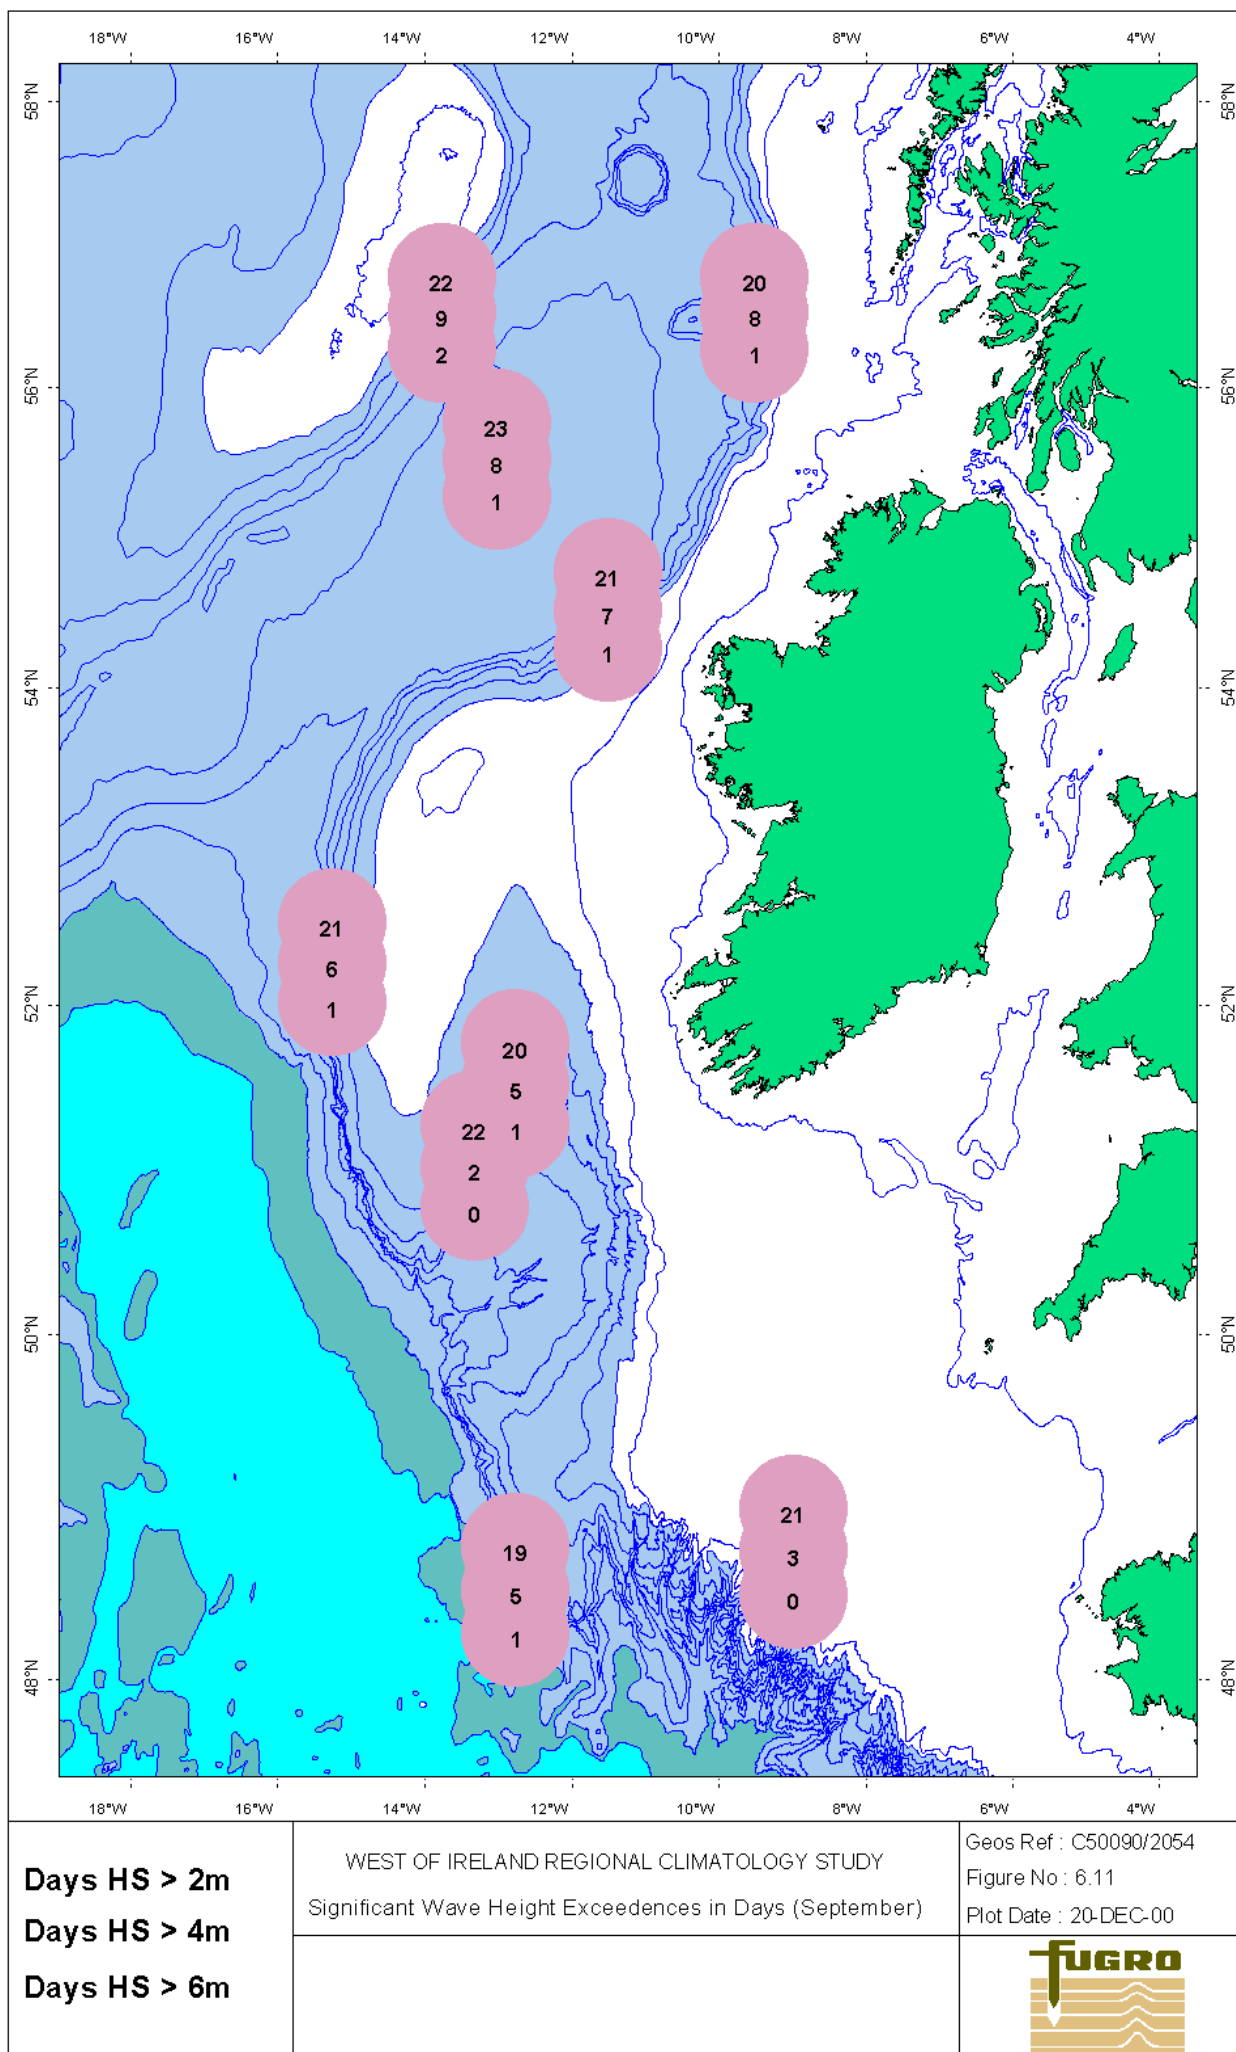 18°W 16°W 14°W 12°W 10°W 8°W 6°W 4°W
58°N 58°N
22 20
9 8
2 1
56°N 56°N
23
8
1
21
7
1
54°N 54°N
21
6
1
52°N 52°N
20
5
22 1
2
0
50°N 50°N
21
19 3
5 0
1
48°N 48°N
18°W 16°W 14°W 12°W 10°W 8°W 6°W 4°W
Days HS > 2m
Days HS > 4m
Days HS > 6m
WEST OF IRELAND REGIONAL CLIMATOLOGY STUDY
Significant Wave Height Exceedences in Days (September)
Geos Ref : C50090/2054
Figure No : 6.11
Plot Date : 20-DEC-00
FUGRO